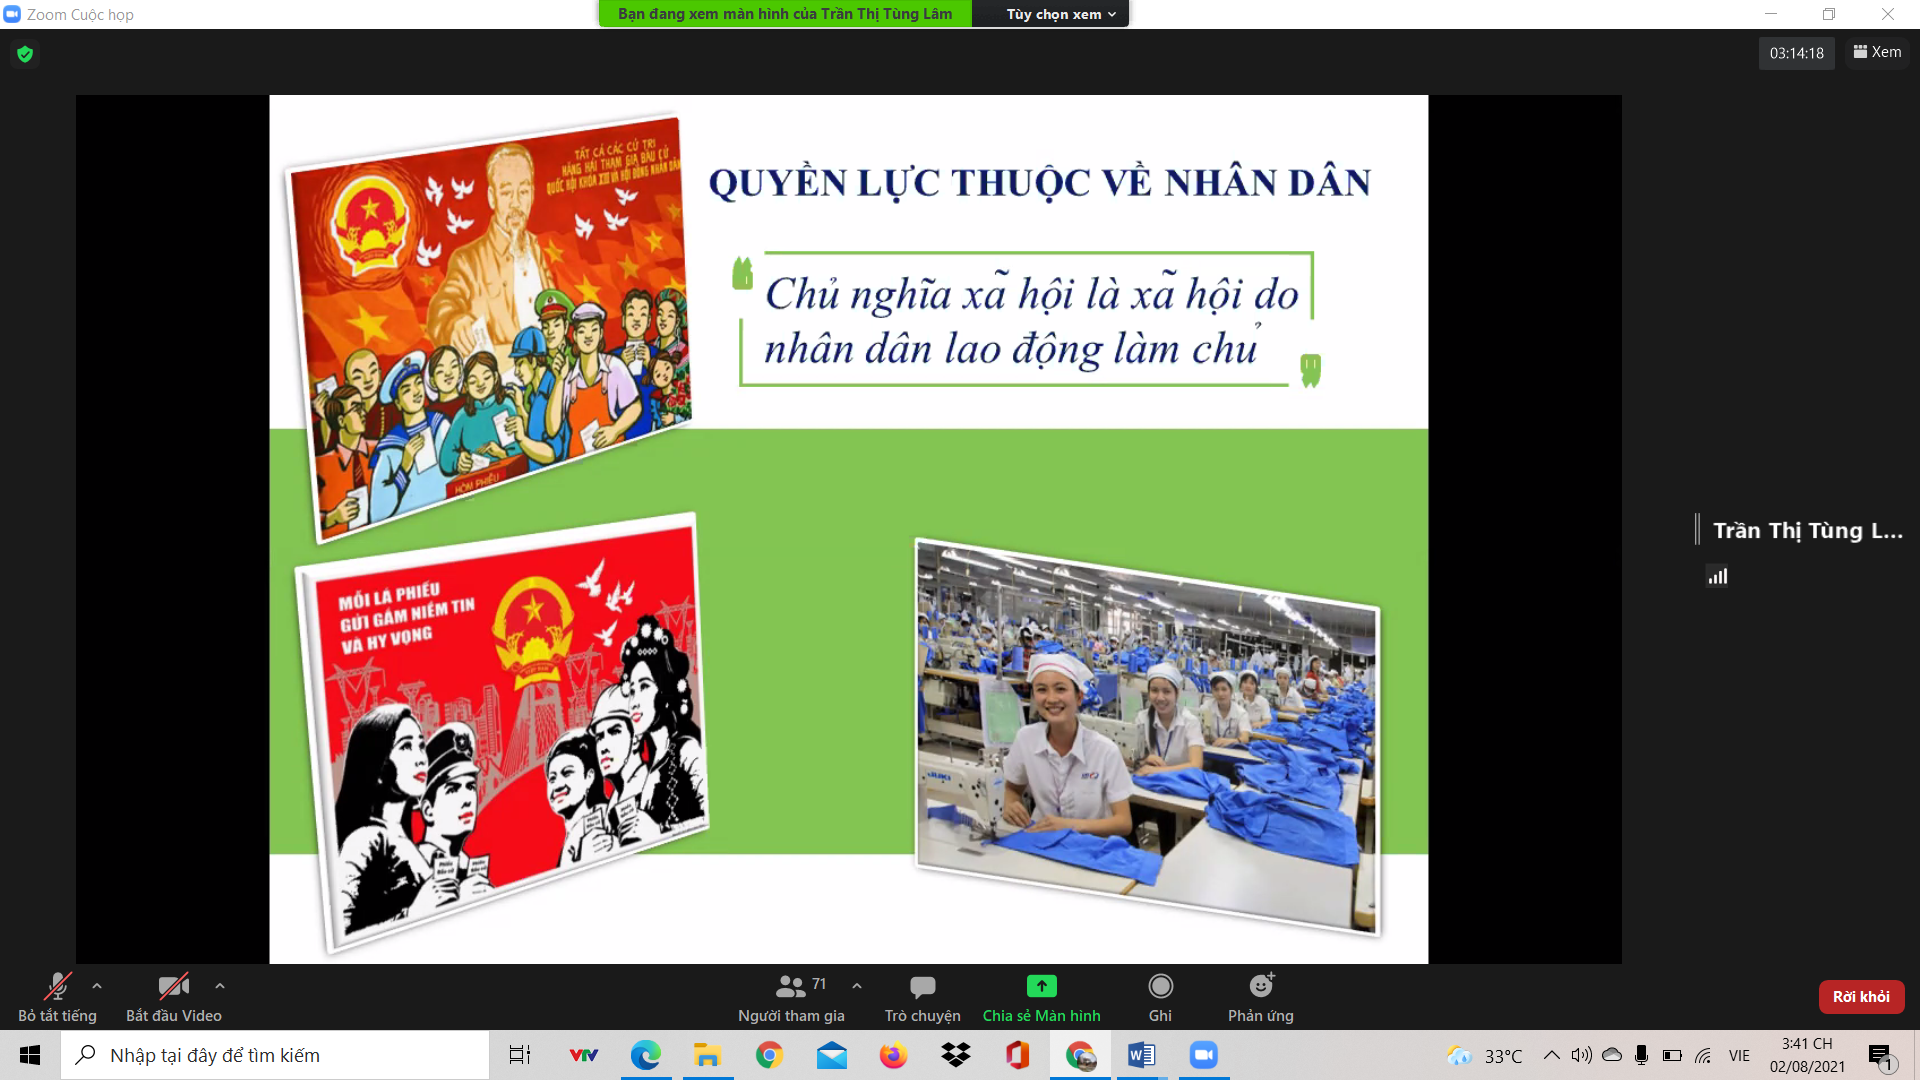 Zoom Cuộc họp
Bạn đang xem màn hình của Trần Thị Tùng Lâm
Tùy chọn xem
03:14:18
Xem
TẤT CẢ CÁC CỬ TRI
HĂNG HÁI THAM GIA BẦU CỬ
QUỐC HỘI KHÓA XIII VÀ HỘI ĐỒNG NHÂN DÂN
HÒM PHIẾU
QUYỀN LỰC THUỘC VỀ NHÂN DÂN
Chủ nghĩa xã hội là xã hội do
nhân dân lao động làm chủ
MỖI LÁ PHIẾU
GỬI GẮM NIỀM TIN
VÀ HY VỌNG
JUKI
Trần Thị Tùng L...
Bỏ tắt tiếng
Bắt đầu Video
71
Người tham gia
Trò chuyện
Chia sẻ Màn hình
Ghi
Phản ứng
Rời khỏi
Nhập tại đây để tìm kiếm
VTV
33°C
VIE
3:41 CH
02/08/2021
1